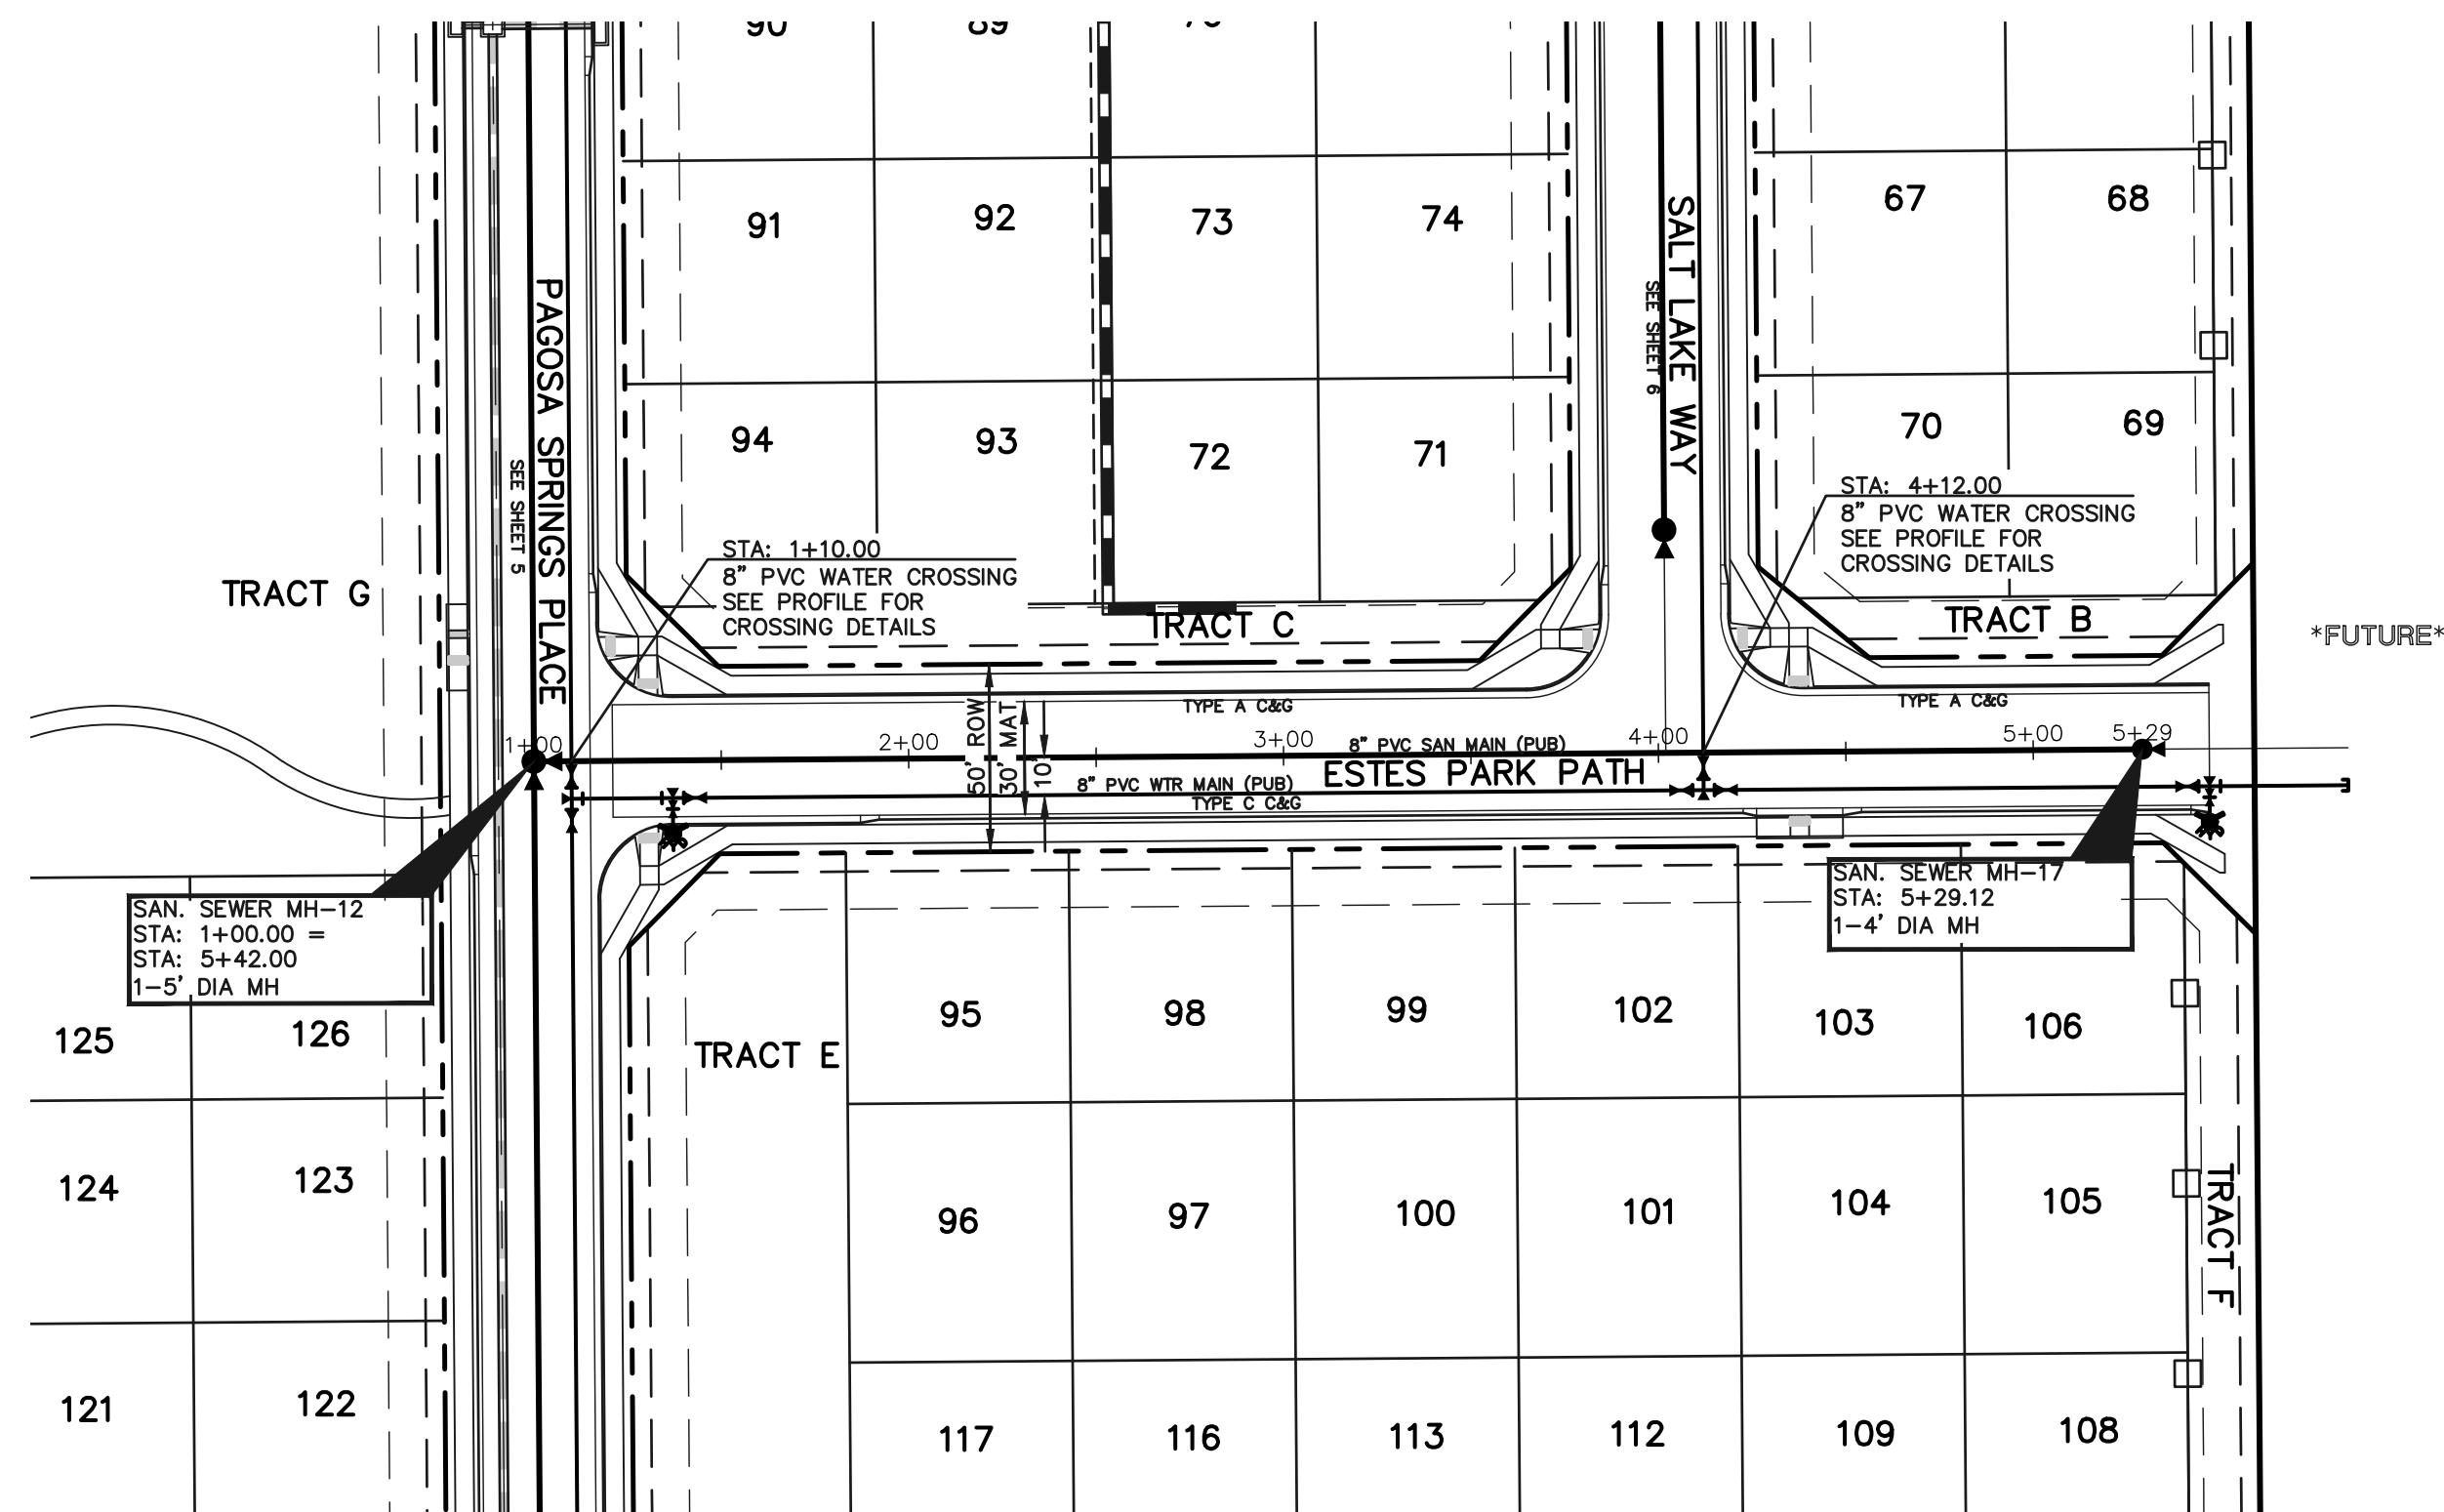 90
89
91
92
73
74
67
68
94
93
72
71
70
69
PAGOSA SPRINGS PLACE
SEE SHEET 5
SALT LAKE WAY
SEE SHEET 6
STA: 4+12.00
8" PVC WATER CROSSING
SEE PROFILE FOR
CROSSING DETAILS
STA: 1+10.00
8" PVC WATER CROSSING
SEE PROFILE FOR
CROSSING DETAILS
TRACT G
TRACT C
TRACT B
*FUTURE*
TYPE A C&G
TYPE A C&G
1+00
2+00
3+00
4+00
5+00
5+29
50' ROW
30' MAT
10'
8" PVC SAN MAIN (PUB)
ESTES PARK PATH
8" PVC WTR MAIN (PUB)
TYPE C C&G
SAN. SEWER MH-12
STA: 1+00.00 =
STA: 5+42.00
1-5' DIA MH
SAN. SEWER MH-17
STA: 5+29.12
1-4' DIA MH
125
126
TRACT E
95
98
99
102
103
106
124
123
96
97
100
101
104
105
TRACT F
121
122
117
116
113
112
109
108